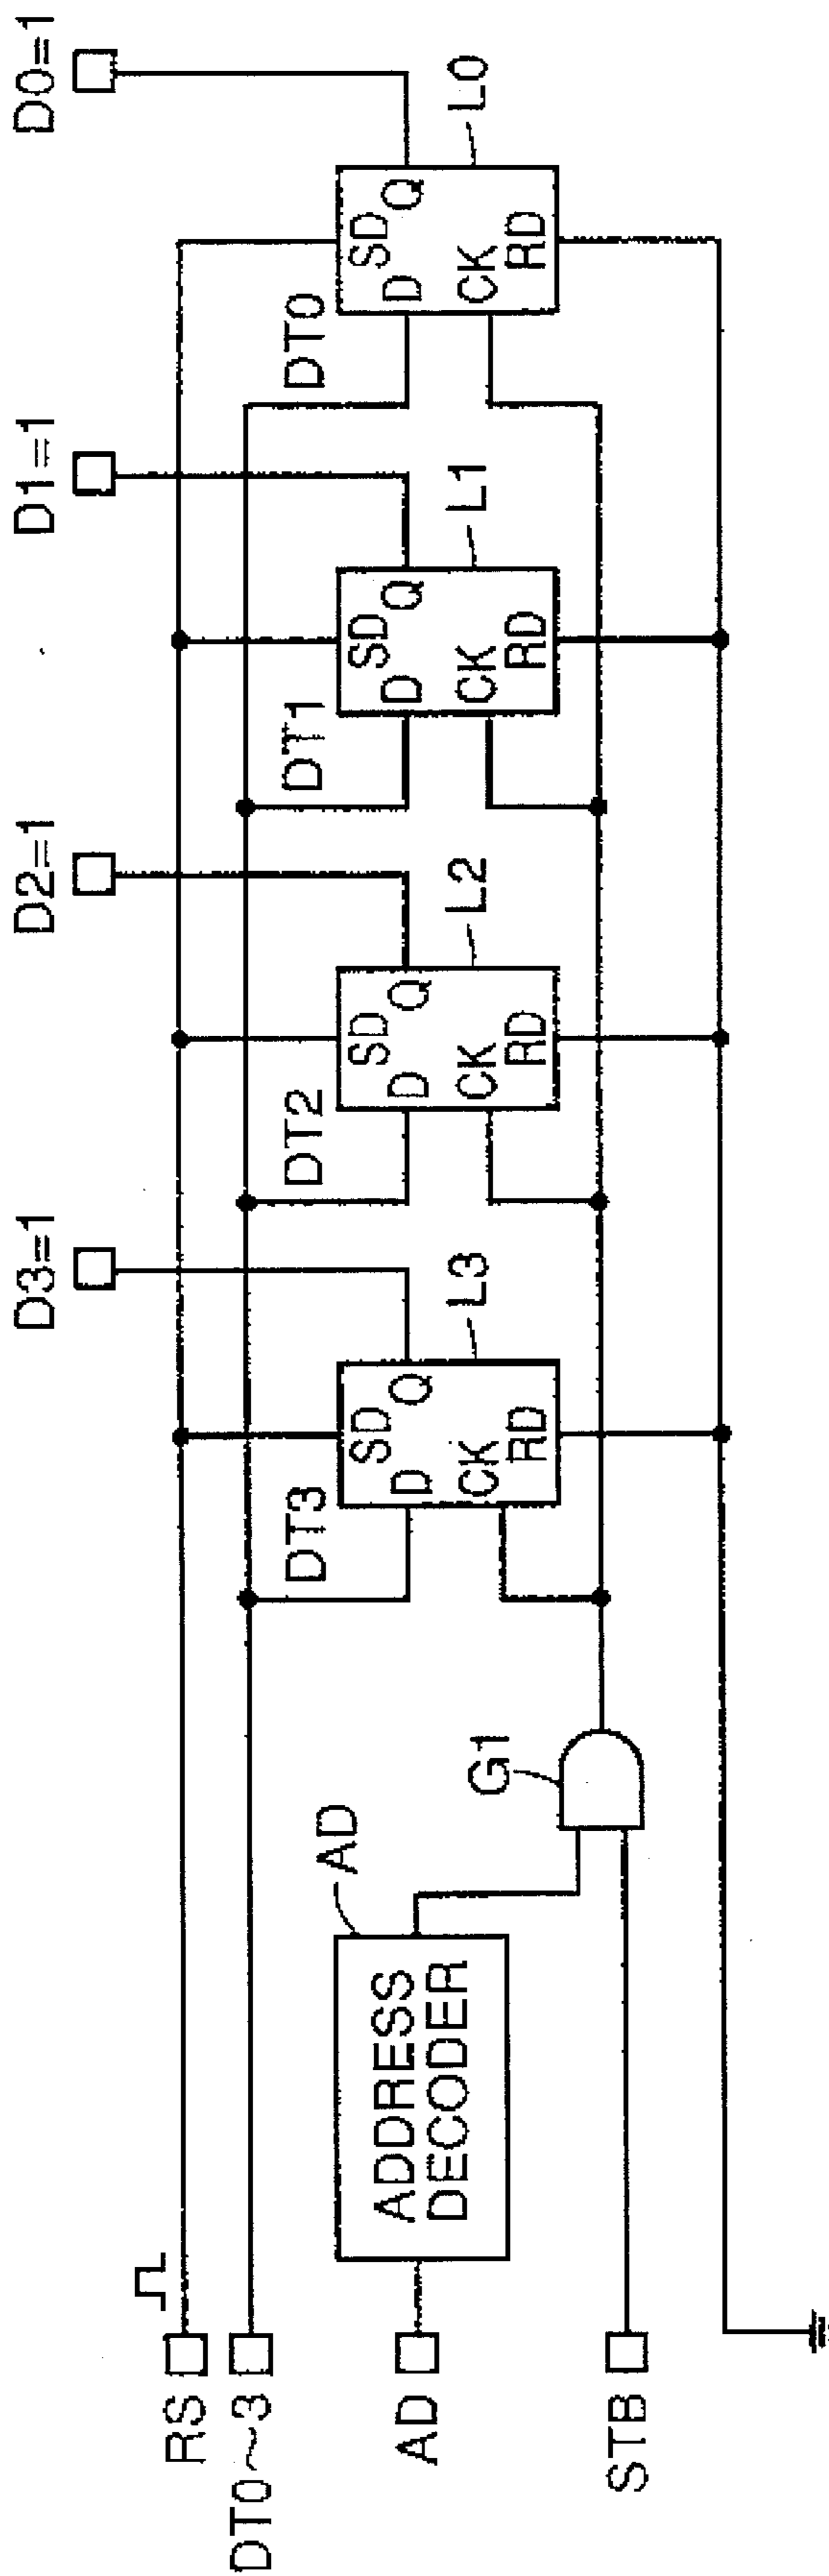 D3=1
D2=1
D1=1
D0=1
RS
DT0~3
DT3
SD
D
Q
CK
RD
L3
DT2
SD
D
Q
CK
RD
L2
DT1
SD
D
Q
CK
RD
L1
DT0
SD
D
Q
CK
RD
L0
AD
AD
ADDRESS
DECODER
G1
STB